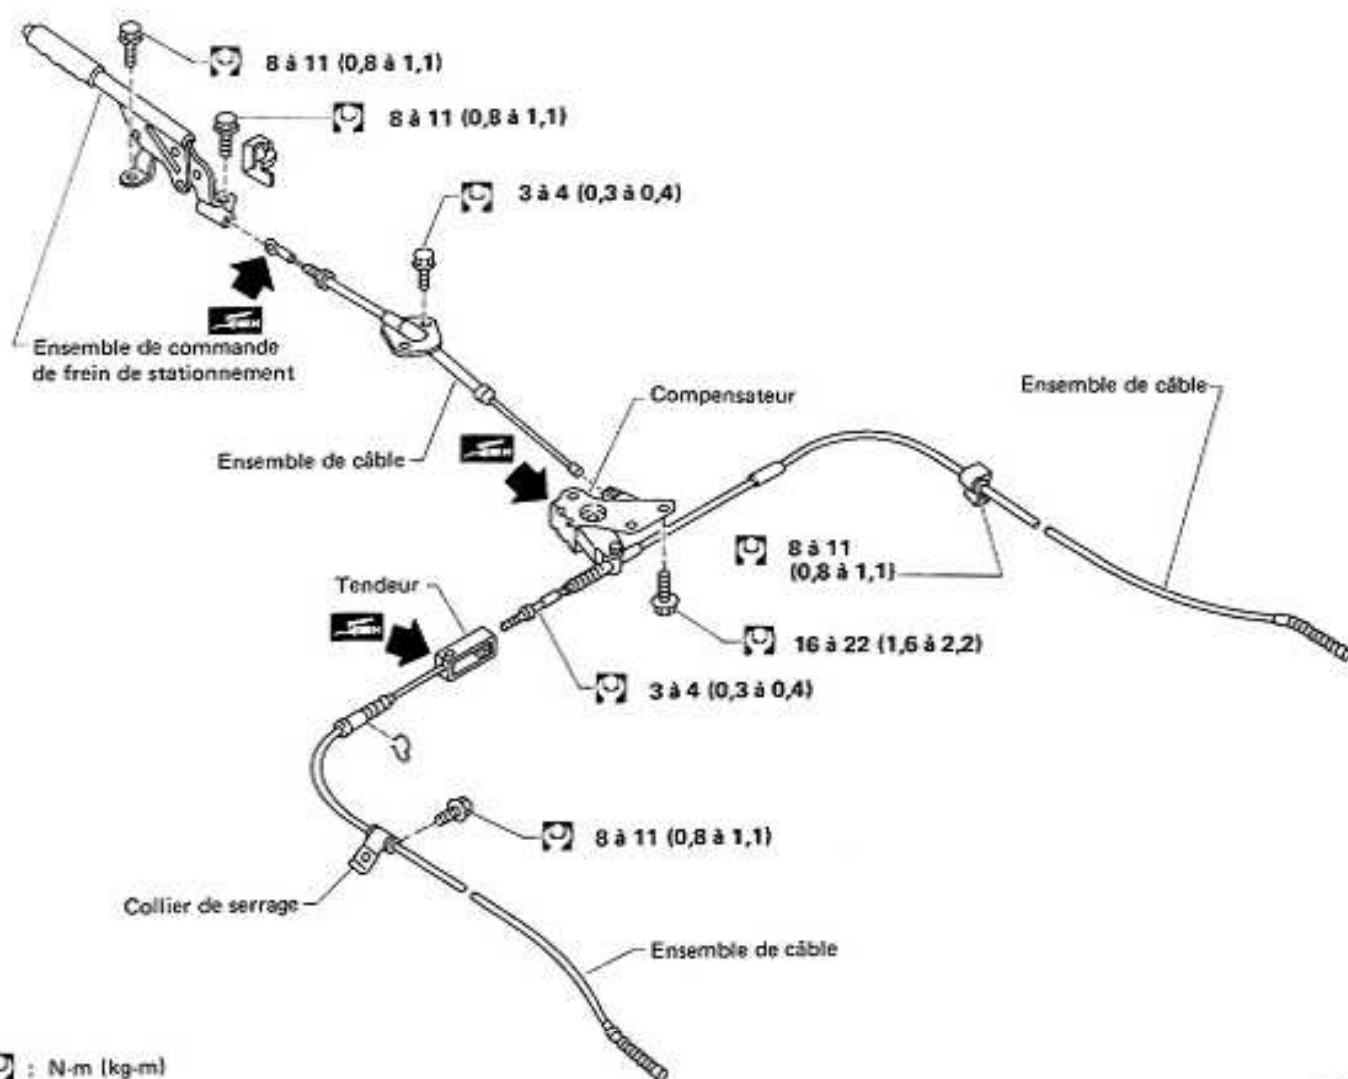 8 à 11 (0,8 à 1,1)
8 à 11 (0,8 à 1,1)
3 à 4 (0,3 à 0,4)
Ensemble de commande
de frein de stationnement
Compensateur
Ensemble de câble
Ensemble de câble
8 à 11
(0,8 à 1,1)
Tendeur
16 à 22 (1,6 à 2,2)
3 à 4 (0,3 à 0,4)
8 à 11 (0,8 à 1,1)
Collier de serrage
Ensemble de câble
: N-m (kg-m)